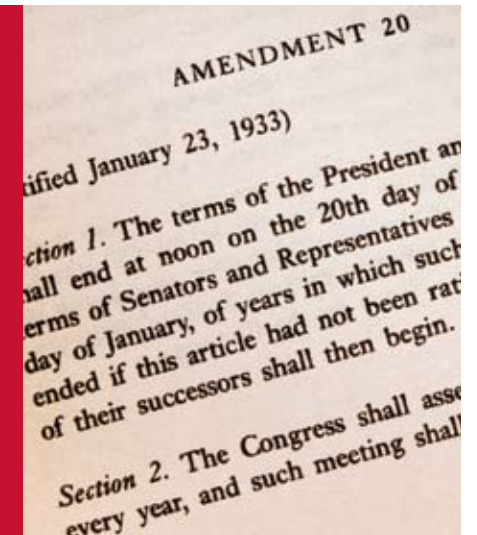 AMENDMENT 20
tified January 23, 1933)
ction 1. The terms of the President an
hall end at noon on the 20th day of
erms of Senators and Representatives
day of January, of years in which such
ended if this article had not been rati
of their successors shall then begin.
Section 2. The Congress shall asse
every year, and such meeting shall